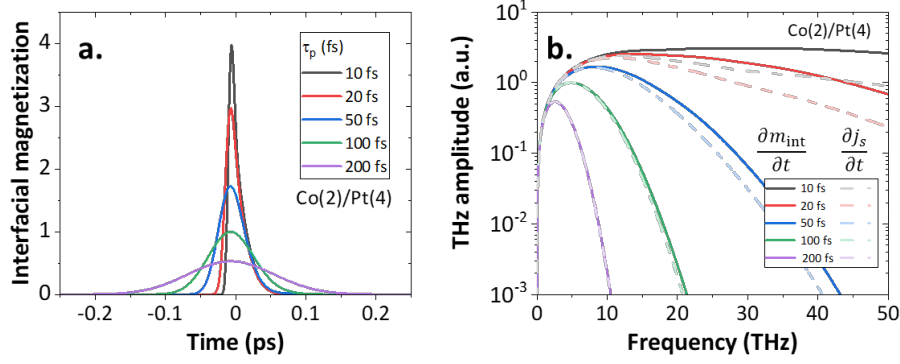 a.
Interfacial magnetization
4
3
2
1
0
τp (fs)
10 fs
20 fs
50 fs
100 fs
200 fs
Co(2)/Pt(4)
-0.2
-0.1
0
0.1
0.2
Time (ps)
b.
Co(2)/Pt(4)
THz amplitude (a.u.)
10¹
10⁰
10⁻¹
10⁻²
10⁻³
∂m_int/∂t ∂j_s/∂t
10 fs
20 fs
50 fs
100 fs
200 fs
0
10
20
30
40
50
Frequency (THz)